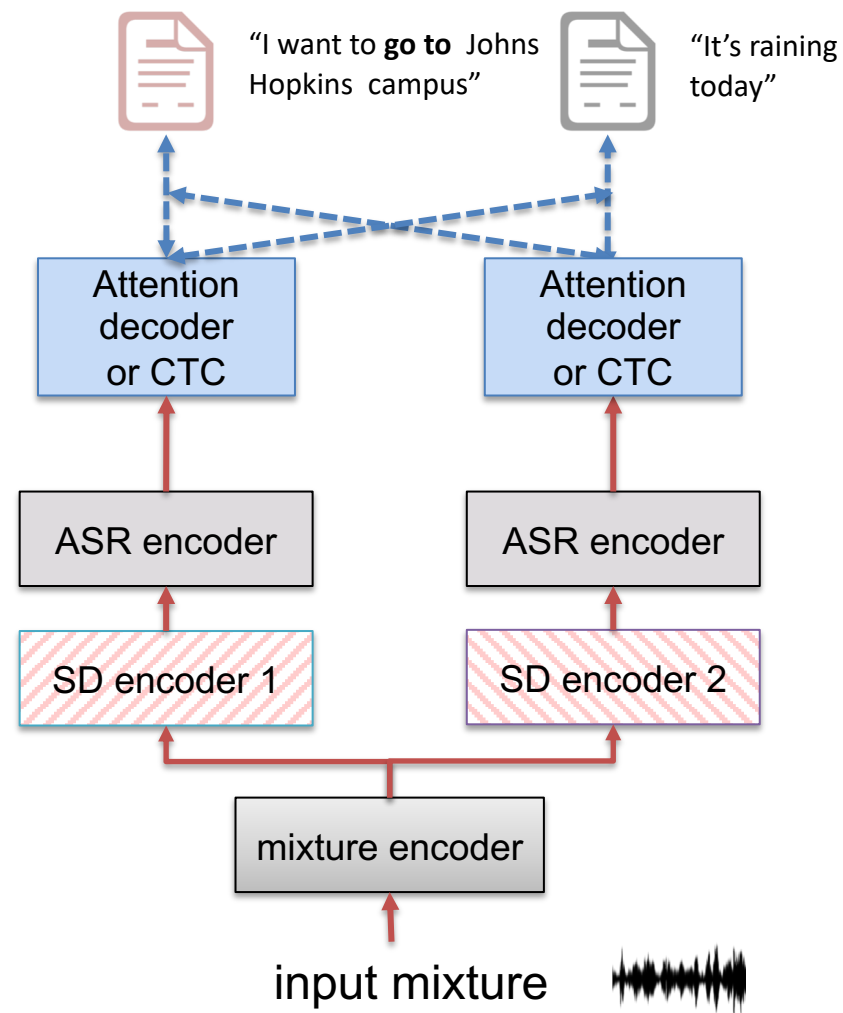 “I want to go to Johns
Hopkins campus”
“It’s raining
today”
Attention
decoder
or CTC
Attention
decoder
or CTC
ASR encoder
ASR encoder
SD encoder 1
SD encoder 2
mixture encoder
input mixture